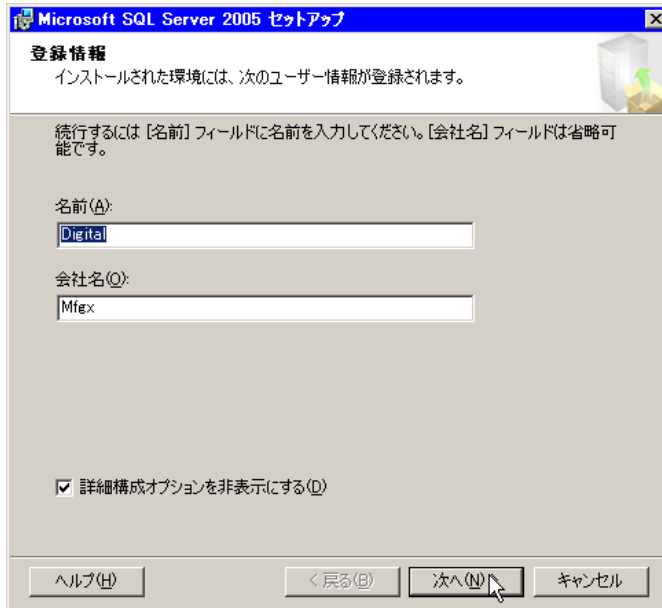 Microsoft SQL Server 2005 セットアップ
登録情報
インストールされた環境には、次のユーザー情報が登録されます。
続行するには [名前] フィールドに名前を入力してください。[会社名] フィールドは省略可
能です。
名前(A):
Digital
会社名(O):
Mfgx
詳細構成オプションを非表示にする(D)
ヘルプ(H) < 戻る(B) 次へ(N) > キャンセル